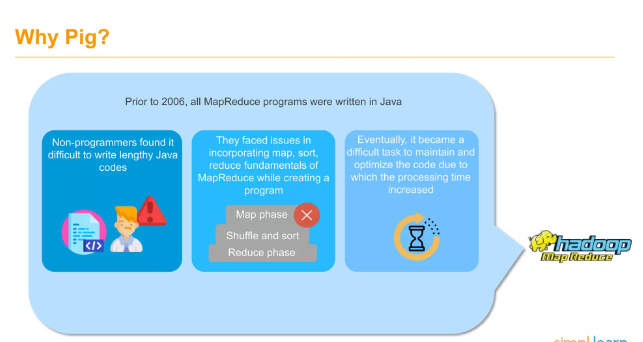 Why Pig?
Prior to 2006, all MapReduce programs were written in Java
Non-programmers found it
difficult to write lengthy Java
codes
They faced issues in
incorporating map, sort,
reduce fundamentals of
MapReduce while creating a
program
Map phase
Shuffle and sort
Reduce phase
Eventually, it became a
difficult task to maintain and
optimize the code due to
which the processing time
increased
hadoop
Map Reduce